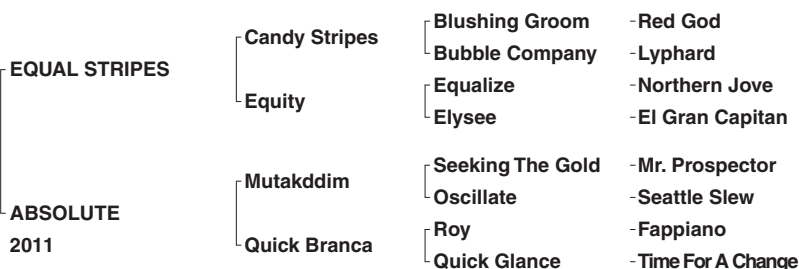 EQUAL STRIPES
ABSOLUTE
2011
Candy Stripes
Equity
Mutakddim
Quick Branca
Blushing Groom
Bubble Company
Equalize
Elysee
Seeking The Gold
Oscillate
Roy
Quick Glance
-Red God
-Lyphard
-Northern Jove
-El Gran Capitan
-Mr. Prospector
-Seattle Slew
-Fappiano
-Time For A Change